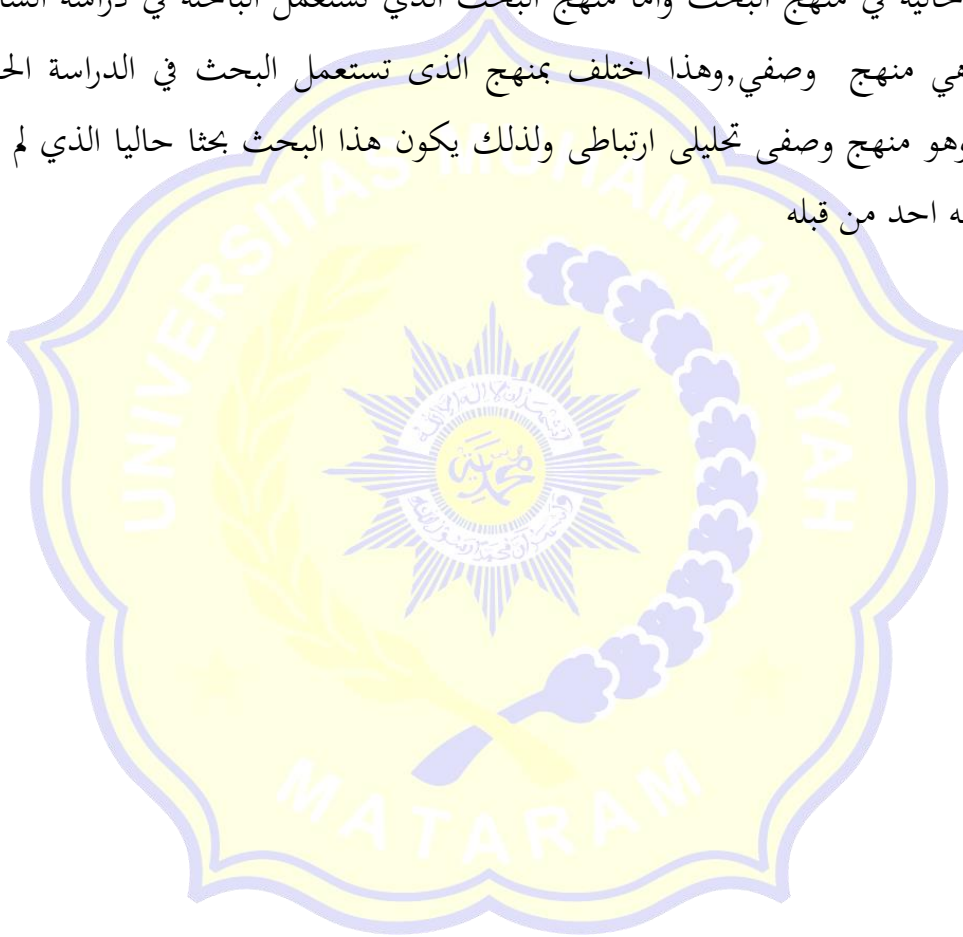 حالية في منهج البحث واما منهج البحث الذي تستعمل الباحثة في دراسة
هي منهج وصفي,وهذا اختلف بمنهج الذى تستعمل البحث في الدراسة
وهو منهج وصفى تحليلى ارتباطى ولذلك يكون هذا البحث بحثا حاليا الذي لم
احد من قبله
UNIVERSITAS MUHAMMADIYAH
محمدية
MATARAM